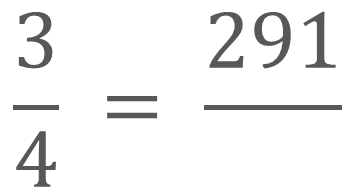 3/4 = 291/